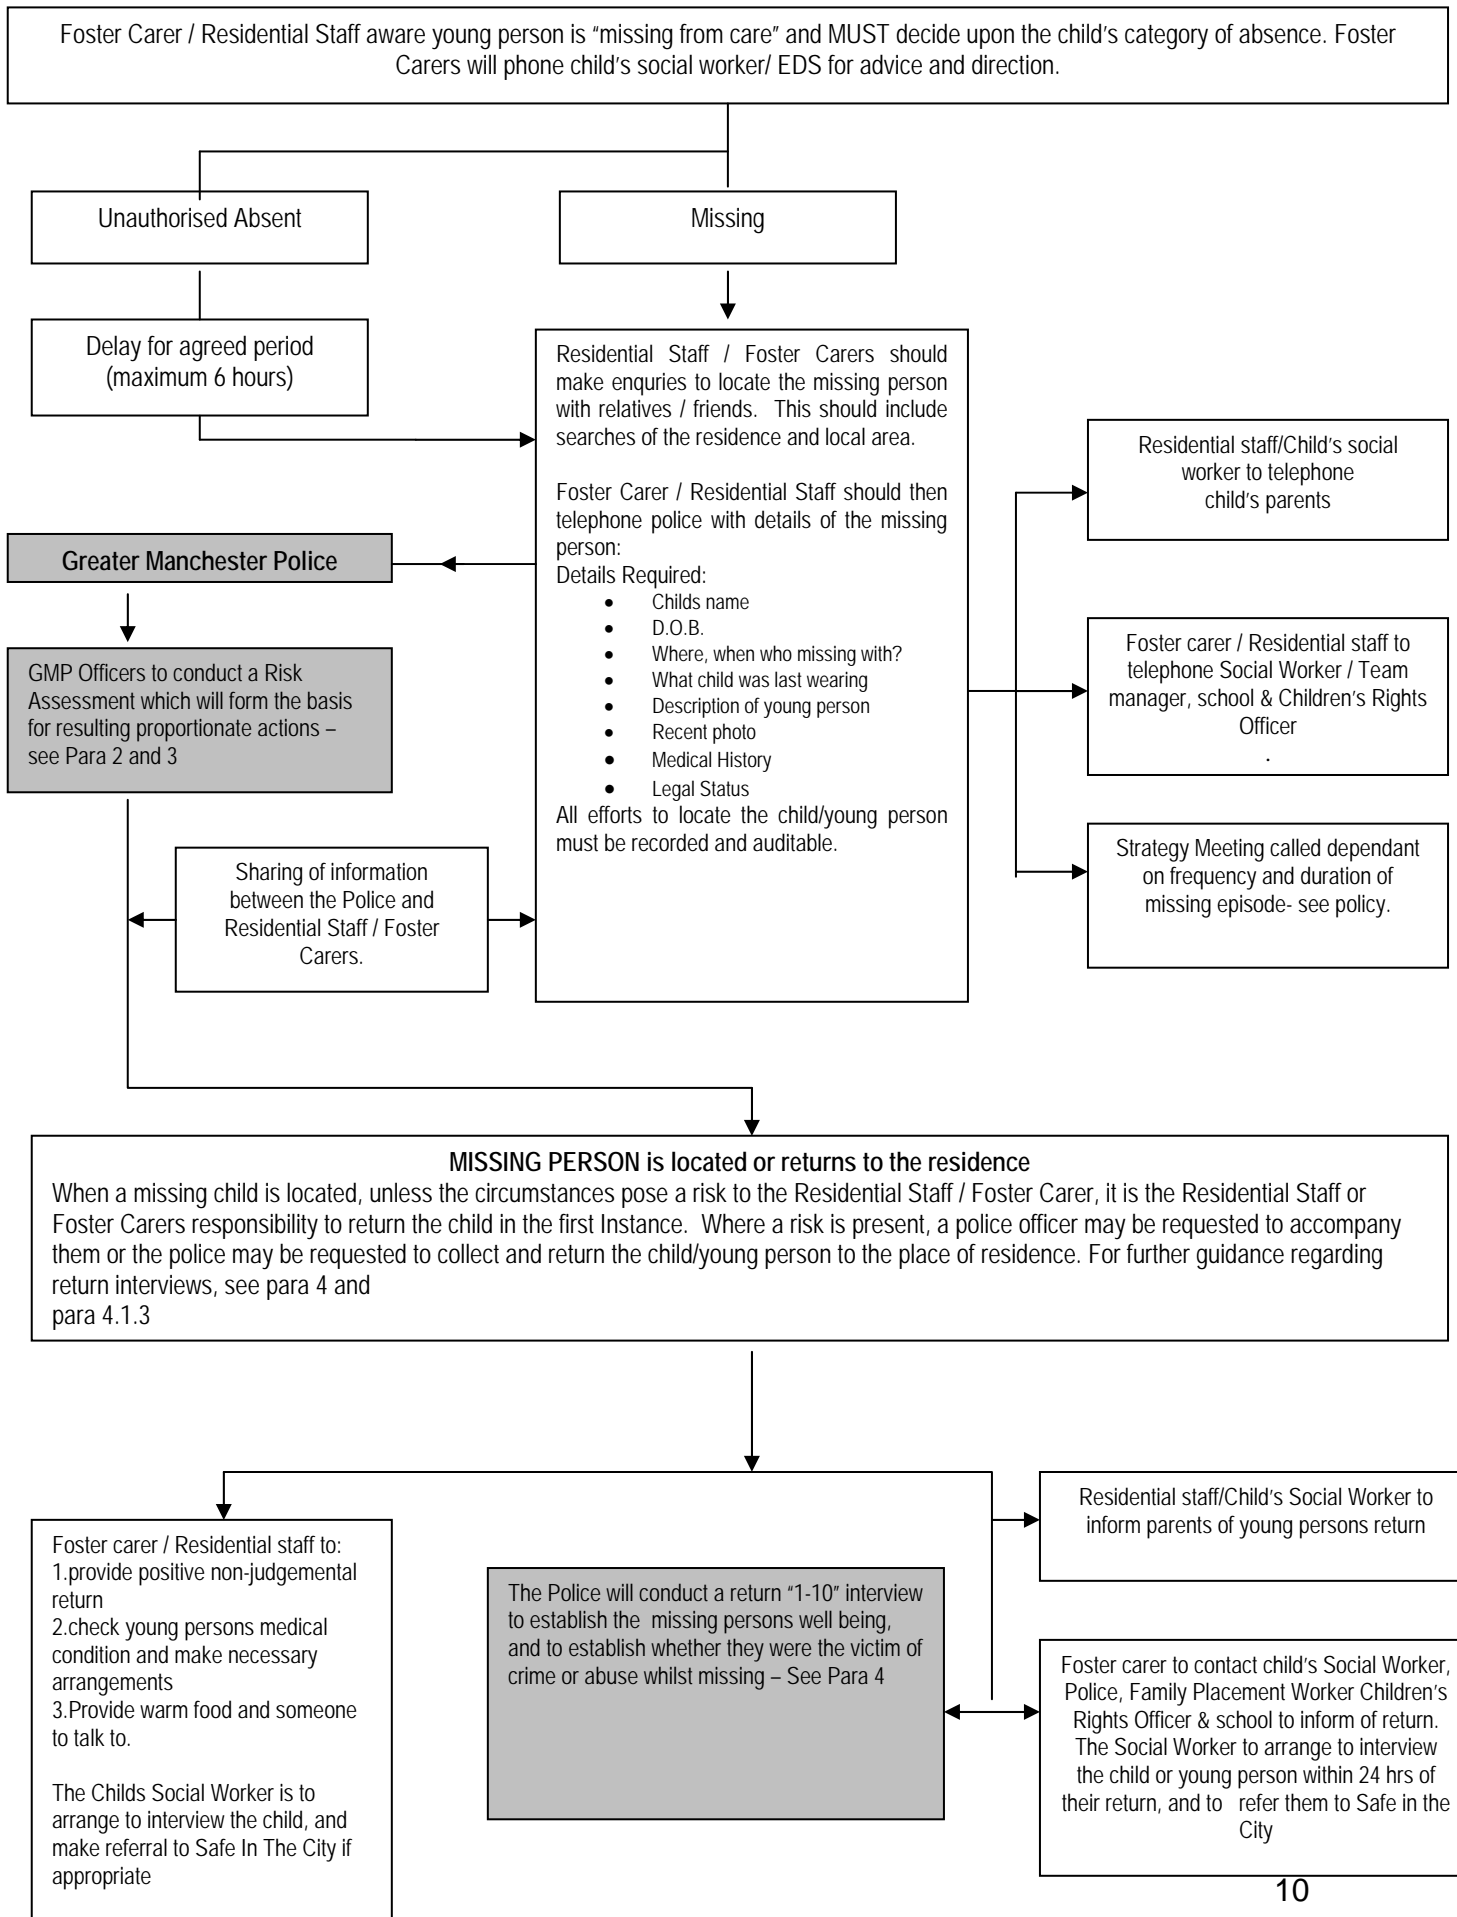 Foster Carer / Residential Staff aware young person is “missing from care” and MUST decide upon the child’s category of absence. Foster
Carers will phone child’s social worker/ EDS for advice and direction.
Unauthorised Absent
Missing
Delay for agreed period
(maximum 6 hours)
Residential Staff / Foster Carers should
make enquries to locate the missing person
with relatives / friends. This should include
searches of the residence and local area.
Foster Carer / Residential Staff should then
telephone police with details of the missing
person:
Details Required:
• Childs name
• D.O.B.
• Where, when who missing with?
• What child was last wearing
• Description of young person
• Recent photo
• Medical History
• Legal Status
All efforts to locate the child/young person
must be recorded and auditable.
Residential staff/Child’s social
worker to telephone
child’s parents
Greater Manchester Police
Foster carer / Residential staff to
telephone Social Worker / Team
manager, school & Children’s Rights
Officer
.
GMP Officers to conduct a Risk
Assessment which will form the basis
for resulting proportionate actions –
see Para 2 and 3
Strategy Meeting called dependant
on frequency and duration of
missing episode- see policy.
Sharing of information
between the Police and
Residential Staff / Foster
Carers.
MISSING PERSON is located or returns to the residence
When a missing child is located, unless the circumstances pose a risk to the Residential Staff / Foster Carer, it is the Residential Staff or
Foster Carers responsibility to return the child in the first Instance. Where a risk is present, a police officer may be requested to accompany
them or the police may be requested to collect and return the child/young person to the place of residence. For further guidance regarding
return interviews, see para 4 and
para 4.1.3
Foster carer / Residential staff to:
1.provide positive non-judgemental
return
2.check young persons medical
condition and make necessary
arrangements
3.Provide warm food and someone
to talk to.
The Childs Social Worker is to
arrange to interview the child, and
make referral to Safe In The City if
appropriate
The Police will conduct a return “1-10” interview
to establish the missing persons well being,
and to establish whether they were the victim of
crime or abuse whilst missing – See Para 4
Residential staff/Child’s Social Worker to
inform parents of young persons return
Foster carer to contact child’s Social Worker,
Police, Family Placement Worker Children’s
Rights Officer & school to inform of return.
The Social Worker to arrange to interview
the child or young person within 24 hrs of
their return, and to refer them to Safe in the
City
10